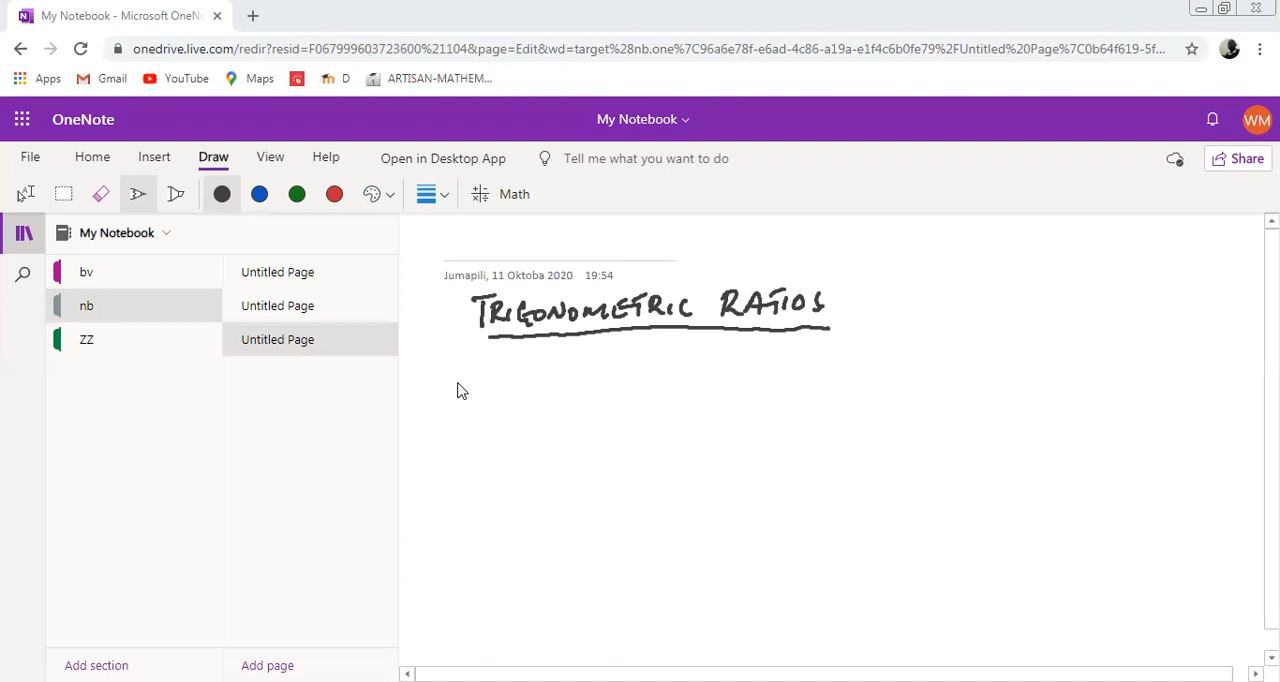 My Notebook - Microsoft OneNo
onedrive.live.com/redir?resid=F067999603723600%21104&page=Edit&wd=target%28nb.one%7C96a6e78f-e6ad-4c86-a19a-e1f4c6b0fe79%2FUntitled%20Page%7C0b64f619-5f...
Apps Gmail YouTube Maps D ARTISAN-MATHEM...
OneNote My Notebook WM
File Home Insert Draw View Help Open in Desktop App Tell me what you want to do Share
Math
My Notebook
bv Untitled Page
nb Untitled Page
ZZ Untitled Page
Jumapili, 11 Oktoba 2020 19:54
TRIGONOMETRIC RATIOS
Add section Add page